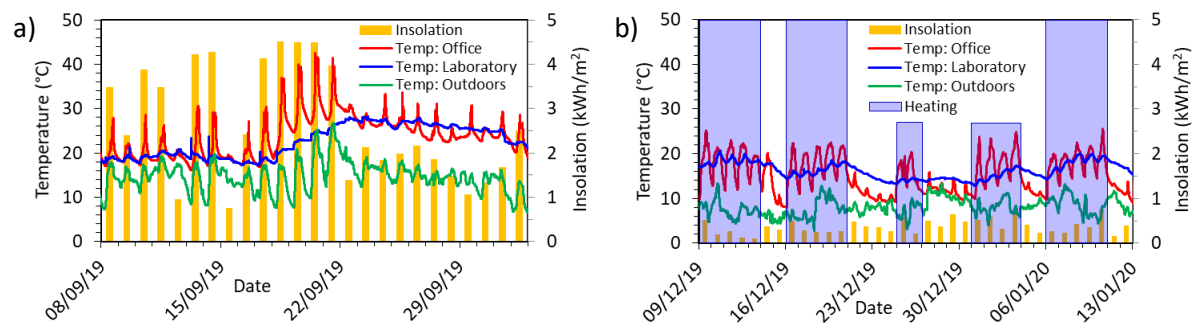 a)
50
40
30
20
10
0
Temperature (°C)
Insolation
Temp: Office
Temp: Laboratory
Temp: Outdoors
5
4
3
2
1
0
Insolation (kWh/m²)
08/09/19
15/09/19
22/09/19
29/09/19
Date
b)
50
40
30
20
10
0
Temperature (°C)
Insolation
Temp: Office
Temp: Laboratory
Temp: Outdoors
Heating
5
4
3
2
1
0
Insolation (kWh/m²)
09/12/19
16/12/19
23/12/19
30/12/19
06/01/20
13/01/20
Date